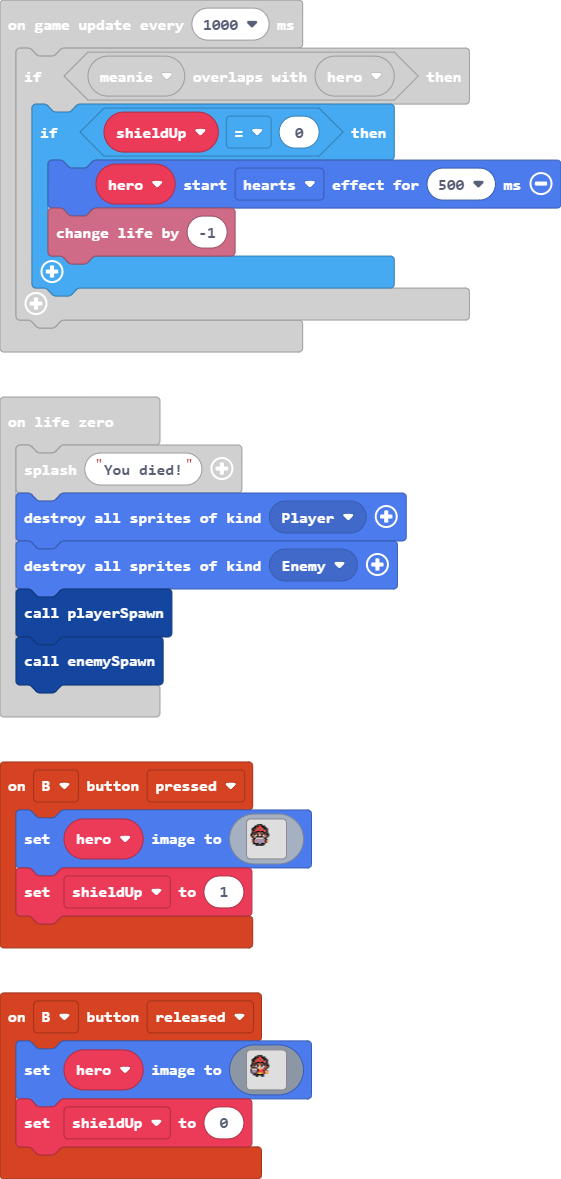 on game update every 1000 ms
if meanie overlaps with hero then
if shieldUp = 0 then
hero start hearts effect for 500 ms
change life by -1
on life zero
splash "You died!"
destroy all sprites of kind Player
destroy all sprites of kind Enemy
call playerSpawn
call enemySpawn
on B button pressed
set hero image to
set shieldUp to 1
on B button released
set hero image to
set shieldUp to 0